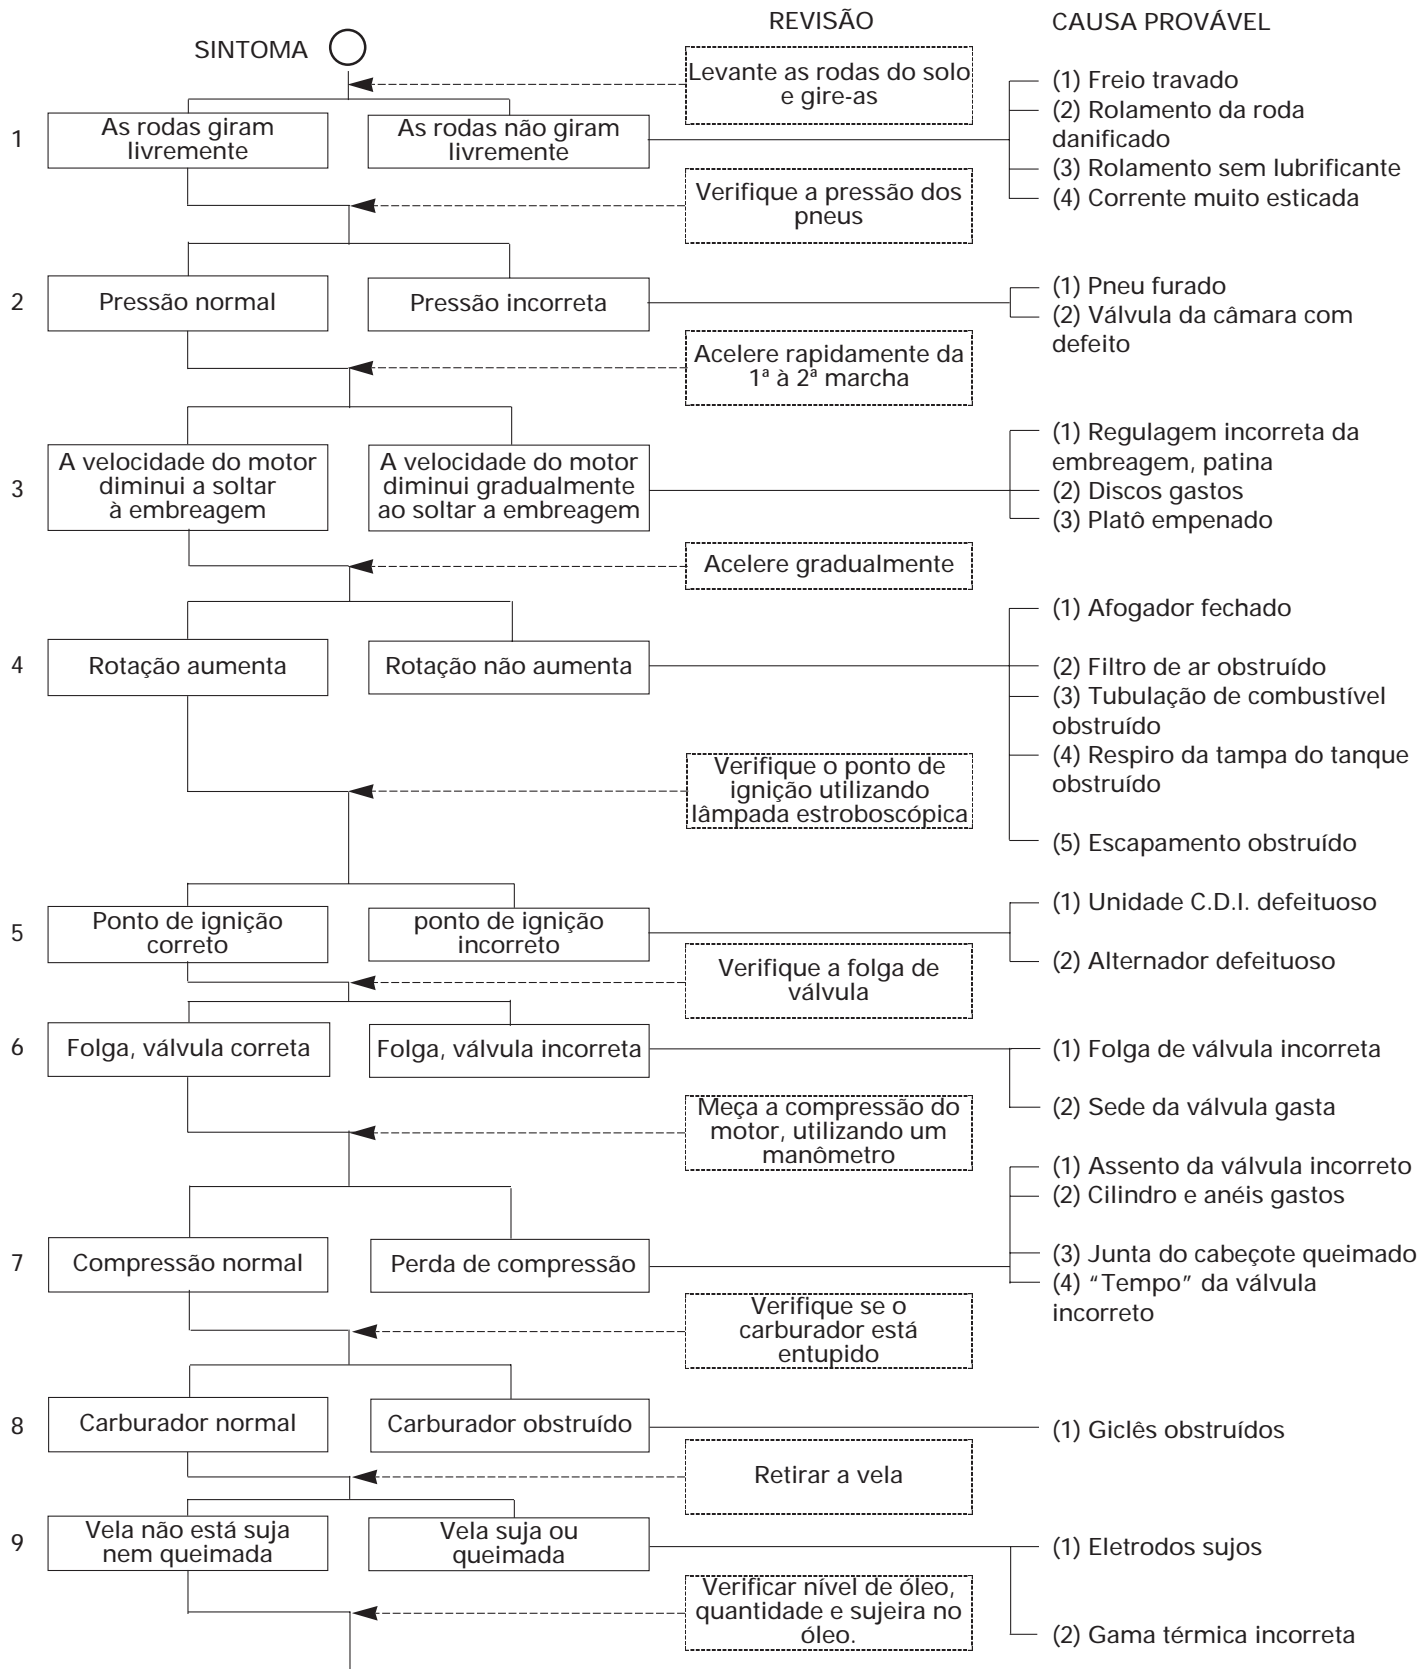 REVISÃO
CAUSA PROVÁVEL
SINTOMA
Levante as rodas do solo
e gire-as
(1) Freio travado
(2) Rolamento da roda
danificado
(3) Rolamento sem lubrificante
(4) Corrente muito esticada
1
As rodas giram
livremente
As rodas não giram
livremente
Verifique a pressão dos
pneus
2
Pressão normal
Pressão incorreta
(1) Pneu furado
(2) Válvula da câmara com
defeito
Acelere rapidamente da
1ª à 2ª marcha
3
A velocidade do motor
diminui a soltar
à embreagem
A velocidade do motor
diminui gradualmente
ao soltar a embreagem
(1) Regulagem incorreta da
embreagem, patina
(2) Discos gastos
(3) Platô empenado
Acelere gradualmente
4
Rotação aumenta
Rotação não aumenta
(1) Afogador fechado
(2) Filtro de ar obstruído
(3) Tubulação de combustível
obstruído
(4) Respiro da tampa do tanque
obstruído
(5) Escapamento obstruído
Verifique o ponto de
ignição utilizando
lâmpada estroboscópica
5
Ponto de ignição
correto
ponto de ignição
incorreto
(1) Unidade C.D.I. defeituoso
(2) Alternador defeituoso
Verifique a folga de
válvula
6
Folga, válvula correta
Folga, válvula incorreta
(1) Folga de válvula incorreta
(2) Sede da válvula gasta
Meça a compressão do
motor, utilizando um
manômetro
7
Compressão normal
Perda de compressão
(1) Assento da válvula incorreto
(2) Cilindro e anéis gastos
(3) Junta do cabeçote queimado
(4) “Tempo” da válvula
incorreto
Verifique se o
carburador está
entupido
8
Carburador normal
Carburador obstruído
(1) Giclês obstruídos
Retirar a vela
9
Vela não está suja
nem queimada
Vela suja ou
queimada
(1) Eletrodos sujos
(2) Gama térmica incorreta
Verificar nível de óleo,
quantidade e sujeira no
óleo.